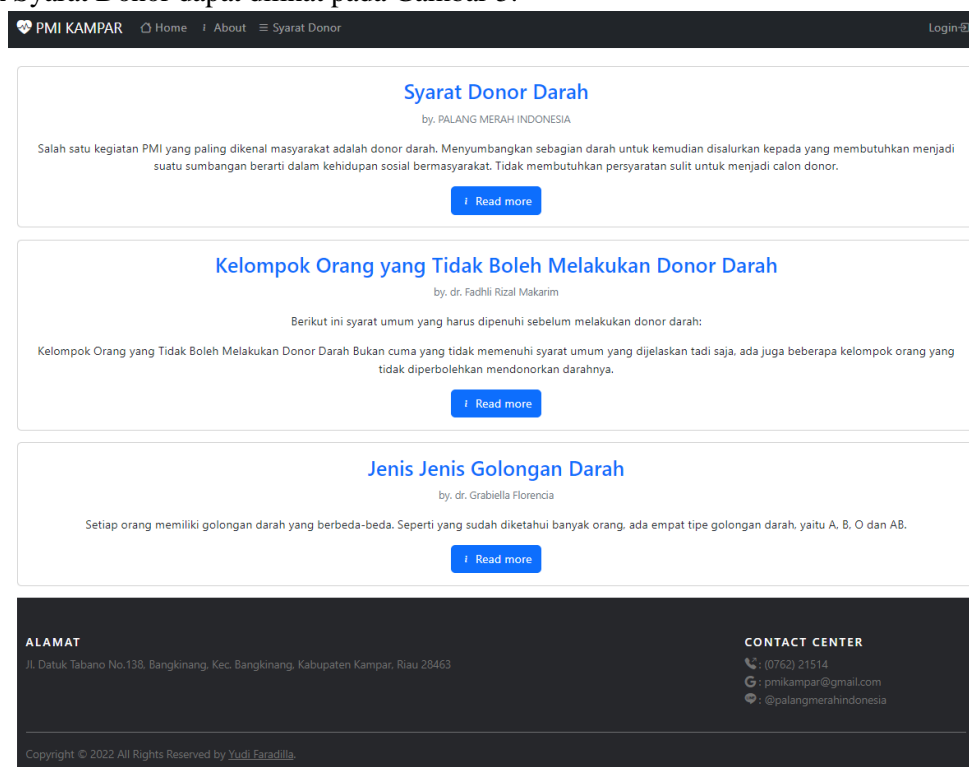 Syarat Donor dapat dilihat pada Gambar 3.
PMI KAMPAR Home i About Syarat Donor Login
Syarat Donor Darah
by. PALANG MERAH INDONESIA
Salah satu kegiatan PMI yang paling dikenal masyarakat adalah donor darah. Menyumbangkan sebagian darah untuk kemudian disalurkan kepada yang membutuhkan menjadi
suatu sumbangan berarti dalam kehidupan sosial bermasyarakat. Tidak membutuhkan persyaratan sulit untuk menjadi calon donor.
i Read more
Kelompok Orang yang Tidak Boleh Melakukan Donor Darah
by. dr. Fadhli Rizal Makarim
Berikut ini syarat umum yang harus dipenuhi sebelum melakukan donor darah:
Kelompok Orang yang Tidak Boleh Melakukan Donor Darah Bukan cuma yang tidak memenuhi syarat umum yang dijelaskan tadi saja, ada juga beberapa kelompok orang yang
tidak diperbolehkan mendonorkan darahnya.
i Read more
Jenis Jenis Golongan Darah
by. dr. Grabiella Florencia
Setiap orang memiliki golongan darah yang berbeda-beda. Seperti yang sudah diketahui banyak orang, ada empat tipe golongan darah, yaitu A, B, O dan AB.
i Read more
ALAMAT
Jl. Datuk Tabano No.138, Bangkinang, Kec. Bangkinang, Kabupaten Kampar, Riau 28463
CONTACT CENTER
: (0762) 21514
G : pmikampar@gmail.com
: @palangmerahindonesia
Copyright © 2022 All Rights Reserved by Yudi Faradilla.